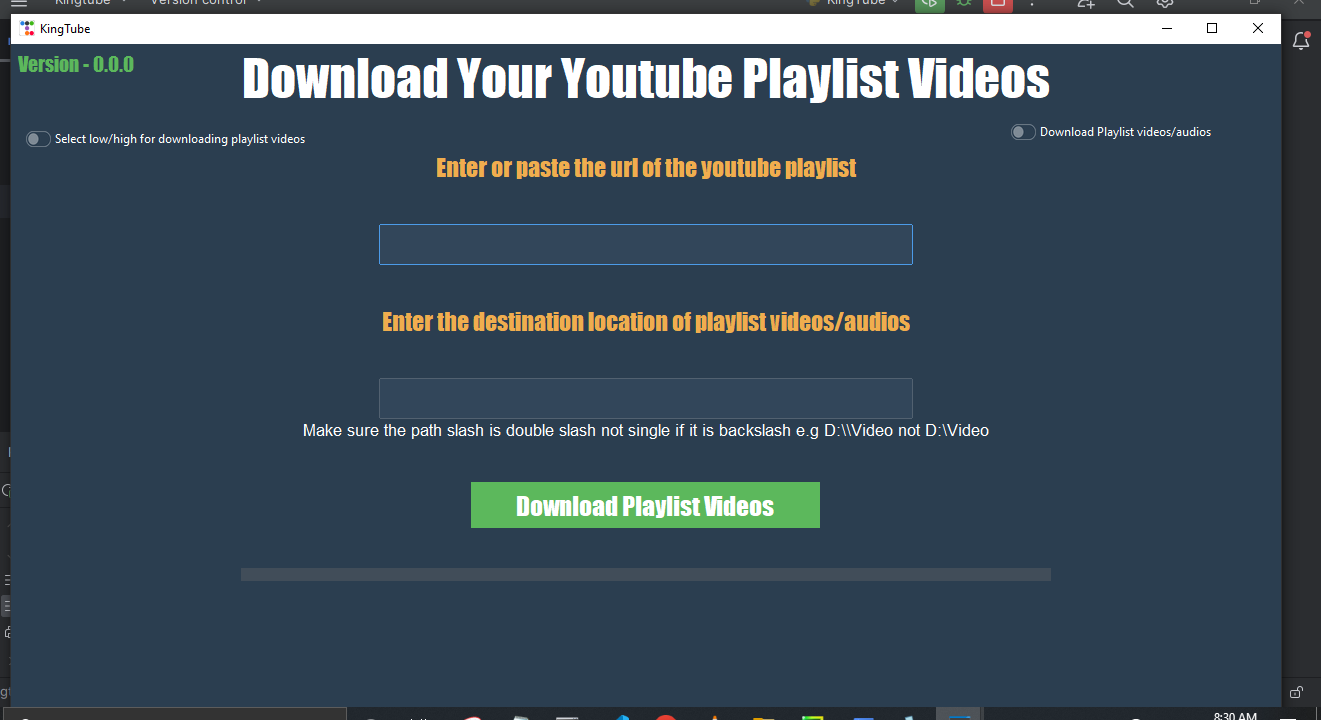 Kingtube
Version control
KingTube
KingTube
Version - 0.0.0
Download Your Youtube Playlist Videos
Select low/high for downloading playlist videos
Download Playlist videos/audios
Enter or paste the url of the youtube playlist
Enter the destination location of playlist videos/audios
Make sure the path slash is double slash not single if it is backslash e.g D:\\Video not D:\Video
Download Playlist Videos
8:30 AM